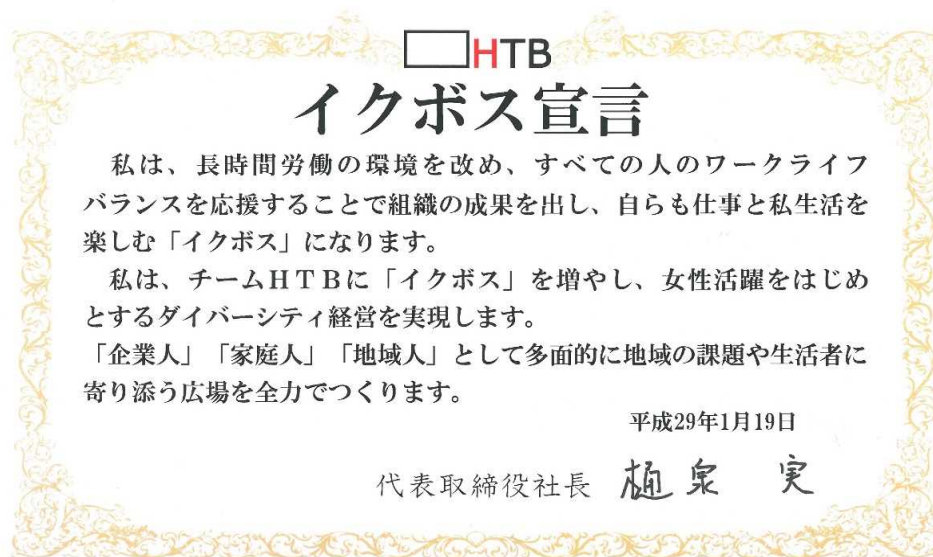 HTB
イクボス宣言
私は、長時間労働の環境を改め、すべての人のワークライフ
バランスを応援することで組織の成果を出し、自らも仕事と私生活を
楽しむ「イクボス」になります。
私は、チームＨＴＢに「イクボス」を増やし、女性活躍をはじめ
とするダイバーシティ経営を実現します。
「企業人」「家庭人」「地域人」として多面的に地域の課題や生活者に
寄り添う広場を全力でつくります。
平成29年1月19日
代表取締役社長 樋泉 実